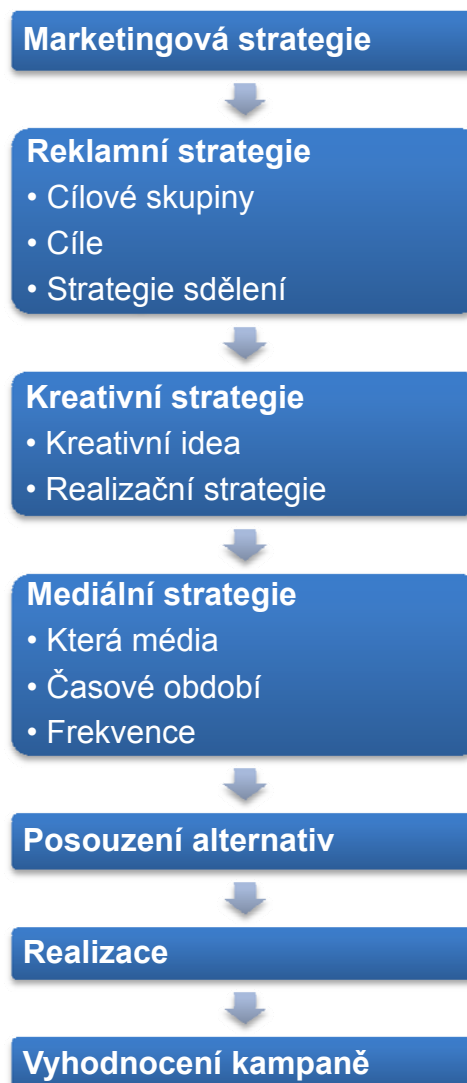 Marketingová strategie
Reklamní strategie
• Cílové skupiny
• Cíle
• Strategie sdělení
Kreativní strategie
• Kreativní idea
• Realizační strategie
Mediální strategie
• Která média
• Časové období
• Frekvence
Posouzení alternativ
Realizace
Vyhodnocení kampaně